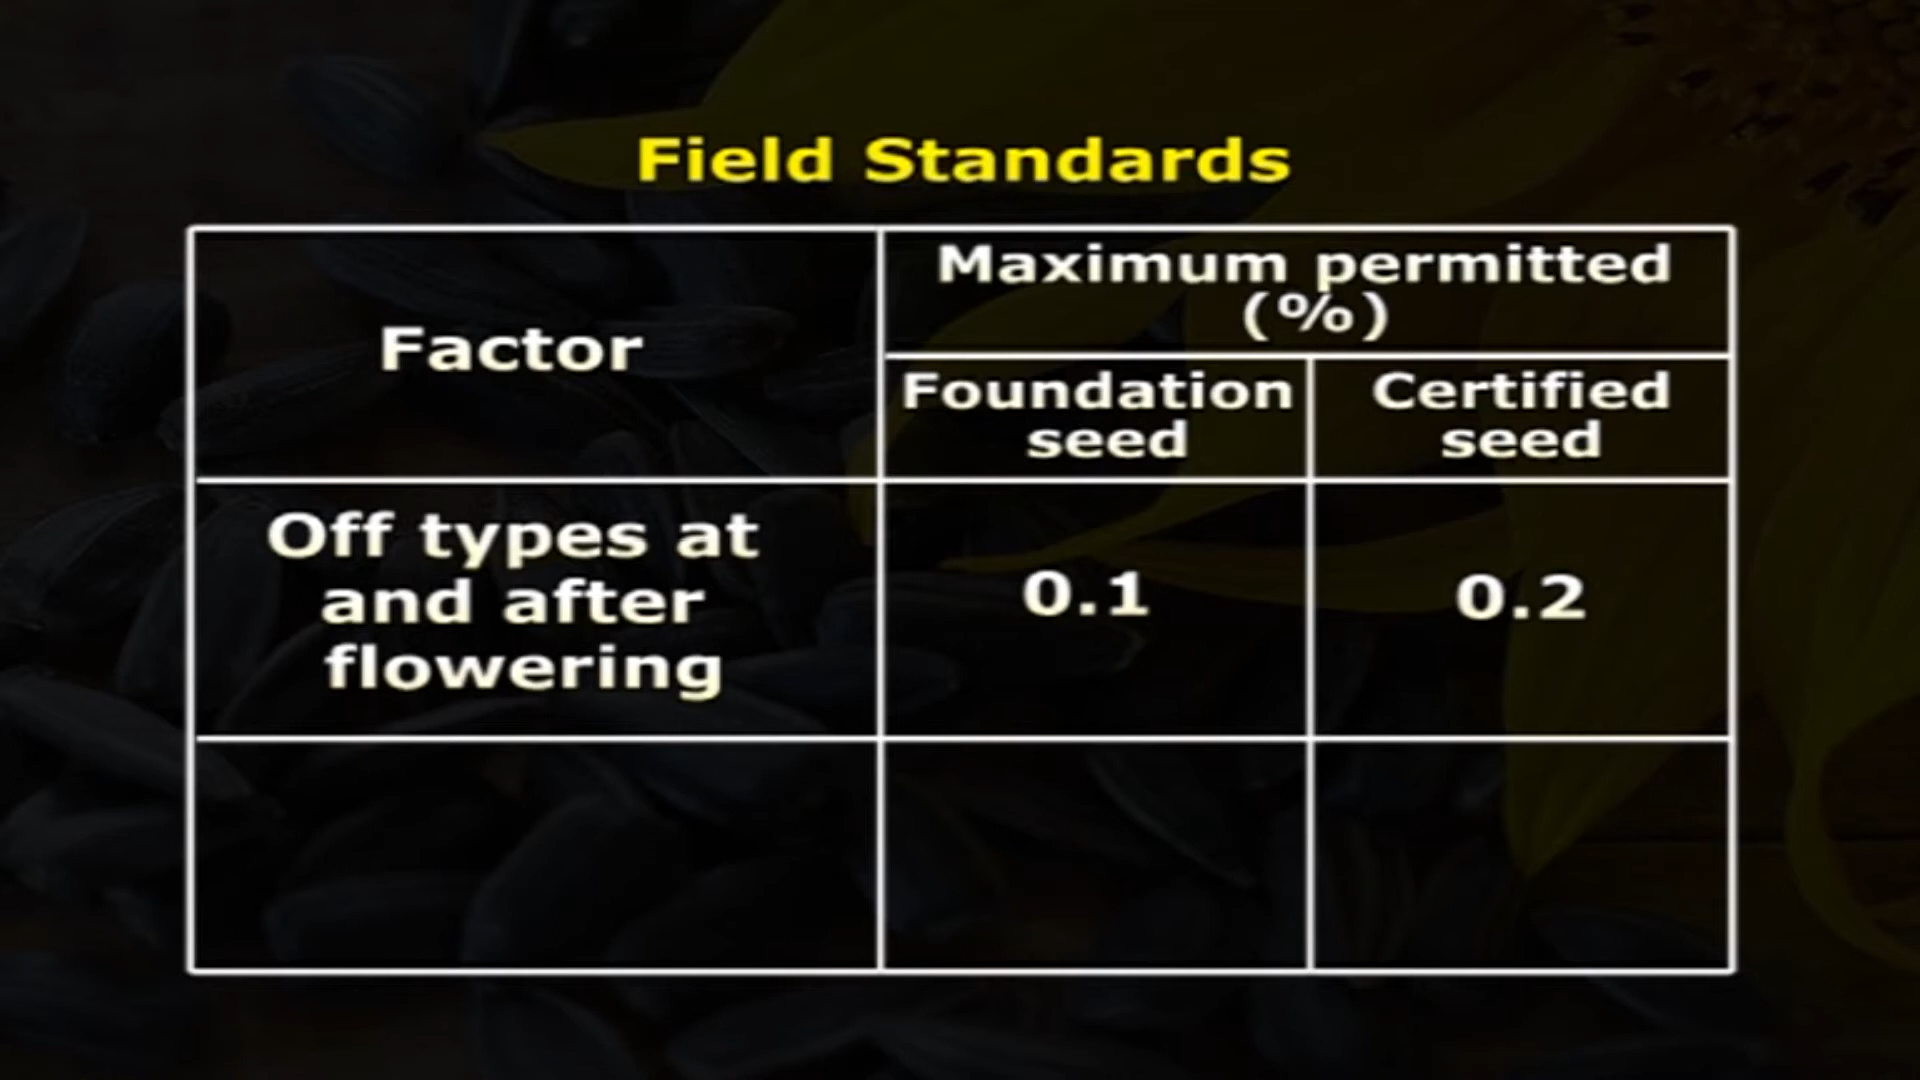 Field Standards
Factor
Maximum permitted
(%)
Foundation
seed
Certified
seed
Off types at
and after
flowering
0.1
0.2